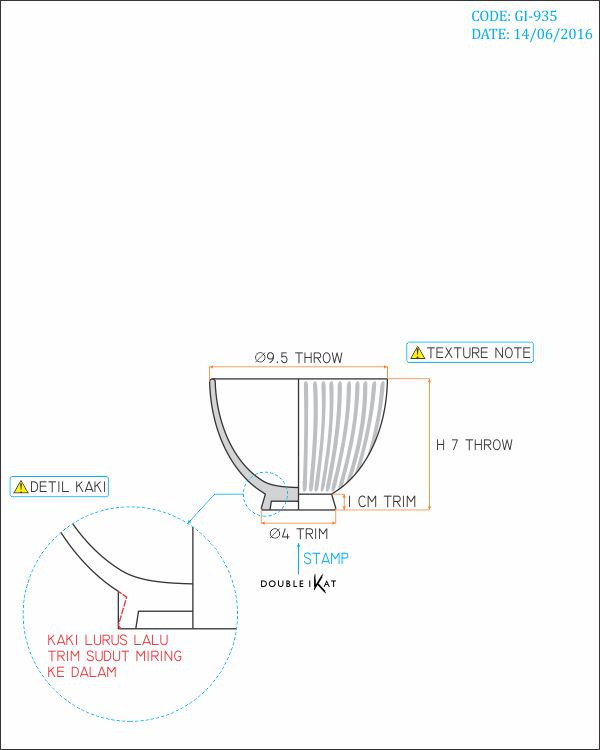 CODE: GI-935
DATE: 14/06/2016
Ø9.5 THROW
TEXTURE NOTE
H 7 THROW
DETIL KAKI
1 CM TRIM
Ø4 TRIM
STAMP
DOUBLE IKAT
KAKI LURUS LALU
TRIM SUDUT MIRING
KE DALAM